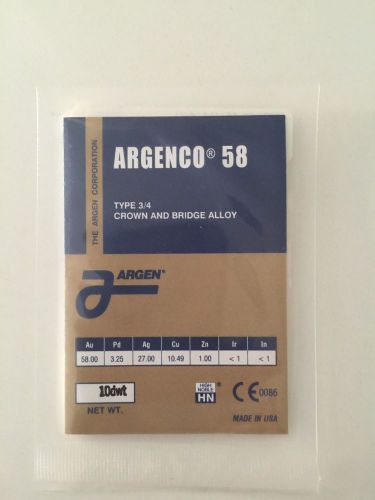 THE ARGEN CORPORATION
ARGENCO® 58
TYPE 3/4
CROWN AND BRIDGE ALLOY
ARGEN®
Au Pd Ag Cu Zn Ir In
58.00 3.25 27.00 10.49 1.00 < 1 < 1
10dwt
NET WT.
HIGH NOBLE
HN
CE 0086
MADE IN USA